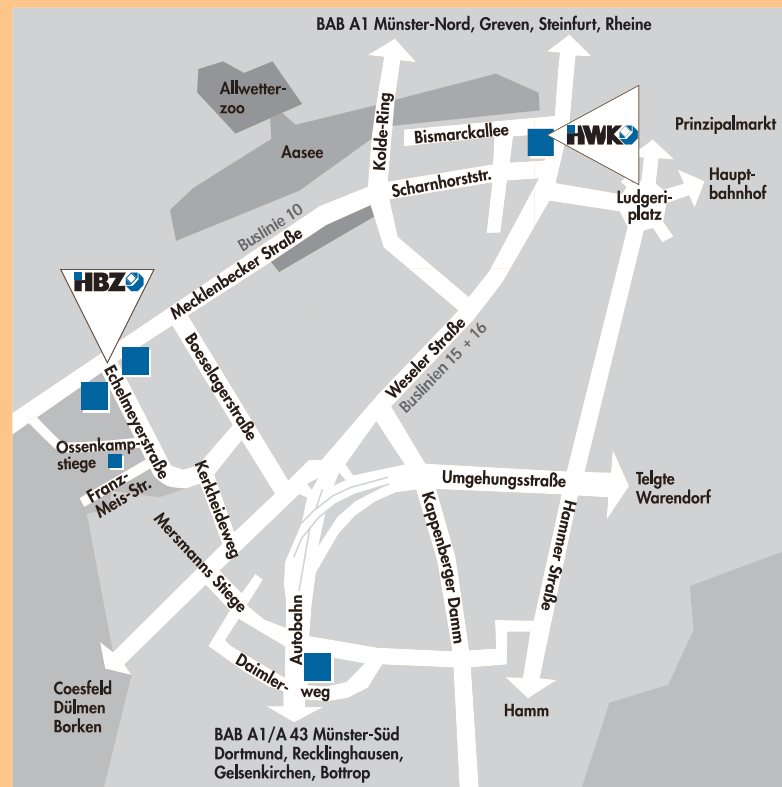 BAB A1 Münster-Nord, Greven, Steinfurt, Rheine
Allwetter-
zoo
Aasee
Kolde-Ring
Bismarckallee
HWK
Prinzipalmarkt
Scharnhorststr.
Haupt-
bahnhof
Ludgeri-
platz
Buslinie 10
Mecklenbecker Straße
HBZ
Boeselagerstraße
Weseler Straße
Buslinien 15 + 16
Echelmeyerstraße
Ossenkamp-
stiege
Franz-
Meis-Str.
Kerkheideweg
Umgehungsstraße
Telgte
Warendorf
Mersmanns Stiege
Kappenberger Damm
Hammer Straße
Autobahn
Daimler-
weg
Coesfeld
Dülmen
Borken
Hamm
BAB A1/A 43 Münster-Süd
Dortmund, Recklinghausen,
Gelsenkirchen, Bottrop